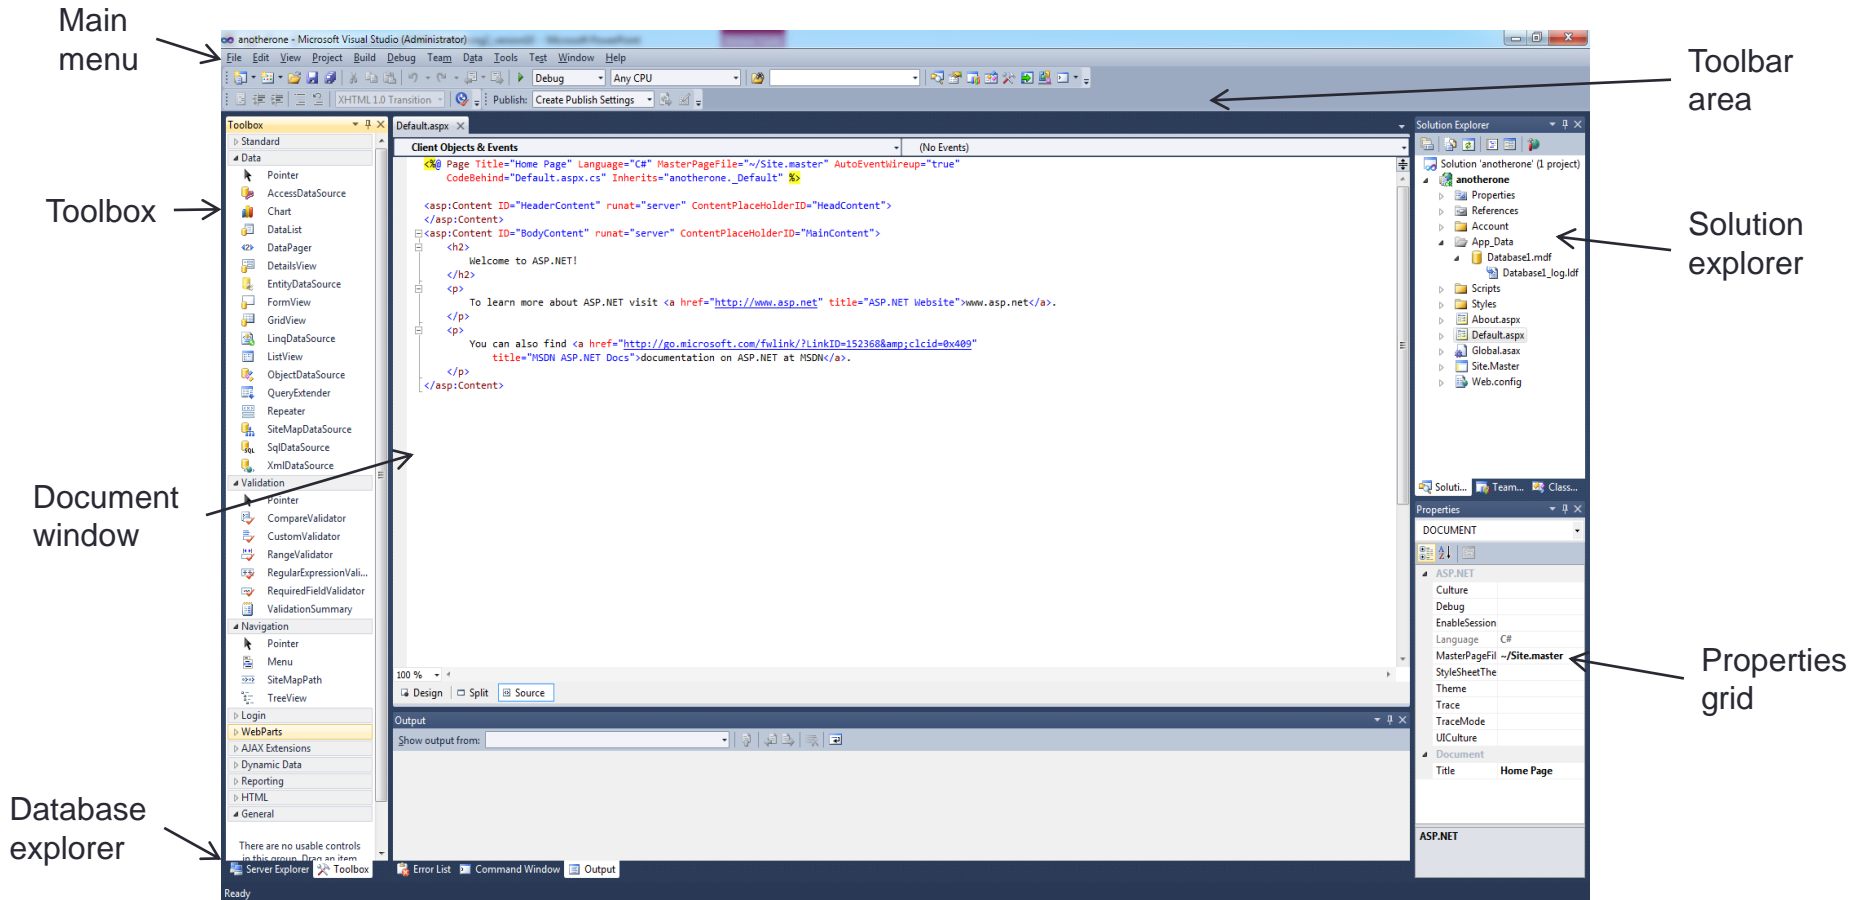 Main
menu
Toolbox
Document
window
Database
explorer
Toolbar
area
Solution
explorer
Properties
grid
anotherone - Microsoft Visual Studio (Administrator)
File Edit View Project Build Debug Team Data Tools Test Window Help
Debug Any CPU
XHTML 1.0 Transition Publish: Create Publish Settings
Toolbox
Standard
Data
Pointer
AccessDataSource
Chart
DataList
DataPager
DetailsView
EntityDataSource
FormView
GridView
LinqDataSource
ListView
ObjectDataSource
QueryExtender
Repeater
SiteMapDataSource
SqlDataSource
XmlDataSource
Validation
Pointer
CompareValidator
CustomValidator
RangeValidator
RegularExpressionVali...
RequiredFieldValidator
ValidationSummary
Navigation
Pointer
Menu
SiteMapPath
TreeView
Login
WebParts
AJAX Extensions
Dynamic Data
Reporting
HTML
General
There are no usable controls
in this group. Drag an item
Server Explorer Toolbox
Default.aspx
Client Objects & Events (No Events)
<%@ Page Title="Home Page" Language="C#" MasterPageFile="~/Site.master" AutoEventWireup="true"
CodeBehind="Default.aspx.cs" Inherits="anotherone._Default" %>
<asp:Content ID="HeaderContent" runat="server" ContentPlaceHolderID="HeadContent">
</asp:Content>
<asp:Content ID="BodyContent" runat="server" ContentPlaceHolderID="MainContent">
<h2>
Welcome to ASP.NET!
</h2>
<p>
To learn more about ASP.NET visit <a href="http://www.asp.net" title="ASP.NET Website">www.asp.net</a>.
</p>
<p>
You can also find <a href="http://go.microsoft.com/fwlink/?LinkID=152368&amp;clcid=0x409"
title="MSDN ASP.NET Docs">documentation on ASP.NET at MSDN</a>.
</p>
</asp:Content>
100 %
Design Split Source
Output
Show output from:
Error List Command Window Output
Ready
Solution Explorer
Solution 'anotherone' (1 project)
anotherone
Properties
References
Account
App_Data
Database1.mdf
Database1_log.ldf
Scripts
Styles
About.aspx
Default.aspx
Global.asax
Site.Master
Web.config
Soluti... Team... Class...
Properties
DOCUMENT
ASP.NET
Culture
Debug
EnableSession
Language C#
MasterPageFil ~/Site.master
StyleSheetThe
Theme
Trace
TraceMode
UICulture
Document
Title Home Page
ASP.NET